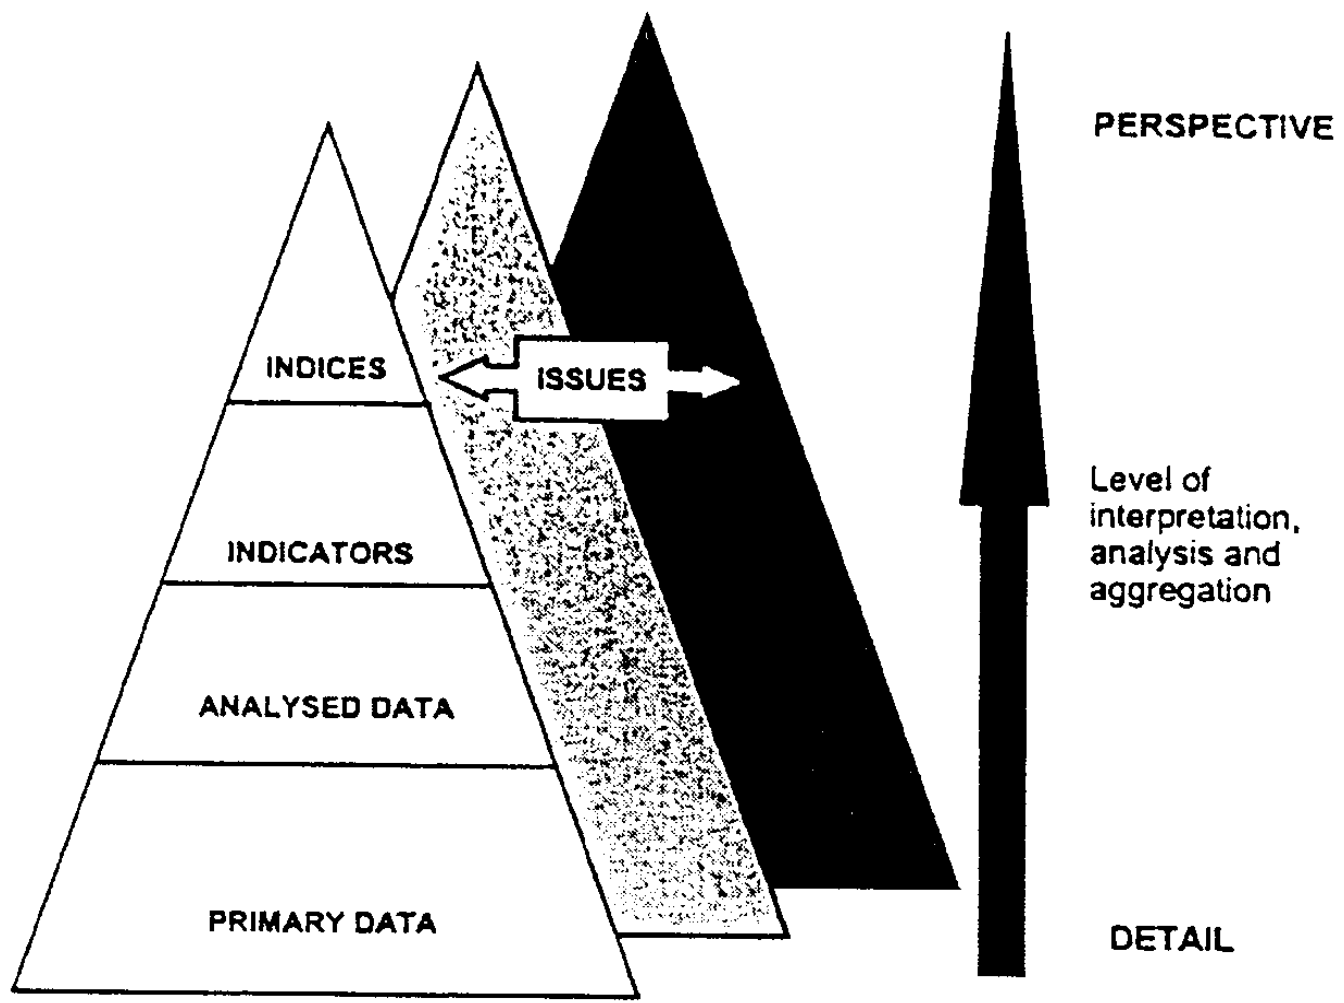 PERSPECTIVE
INDICES
ISSUES
Level of
interpretation,
analysis and
aggregation
INDICATORS
ANALYSED DATA
PRIMARY DATA
DETAIL